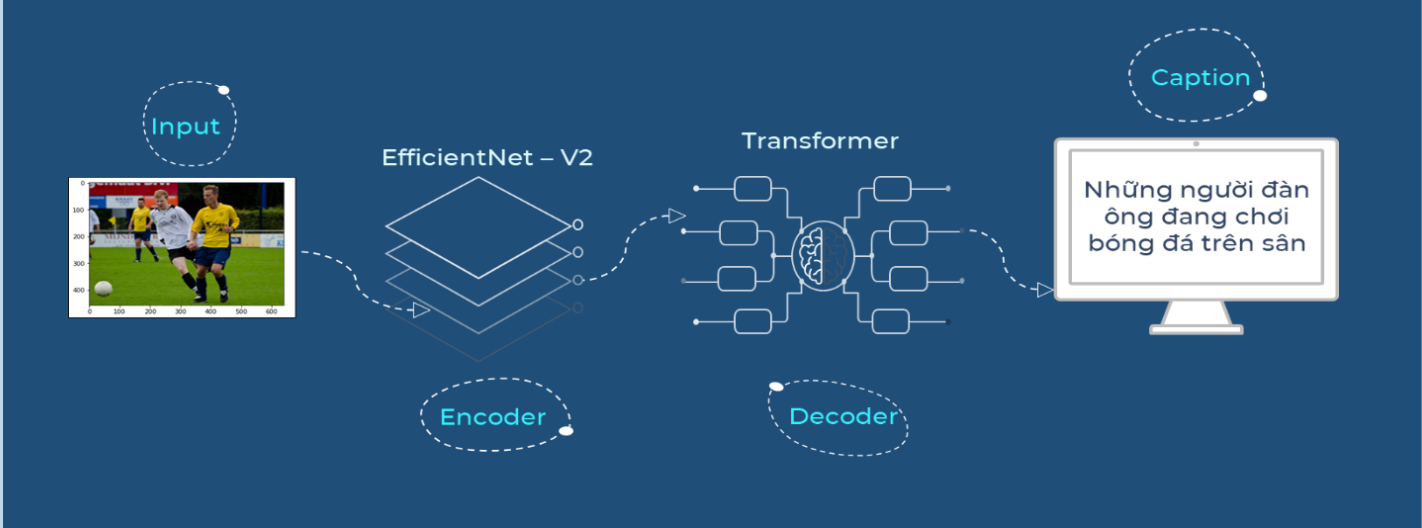 Input
EfficientNet – V2
Transformer
Caption
Những người đàn
ông đang chơi
bóng đá trên sân
0
100
200
300
400
0 100 200 300 400 500 600
Encoder
Decoder